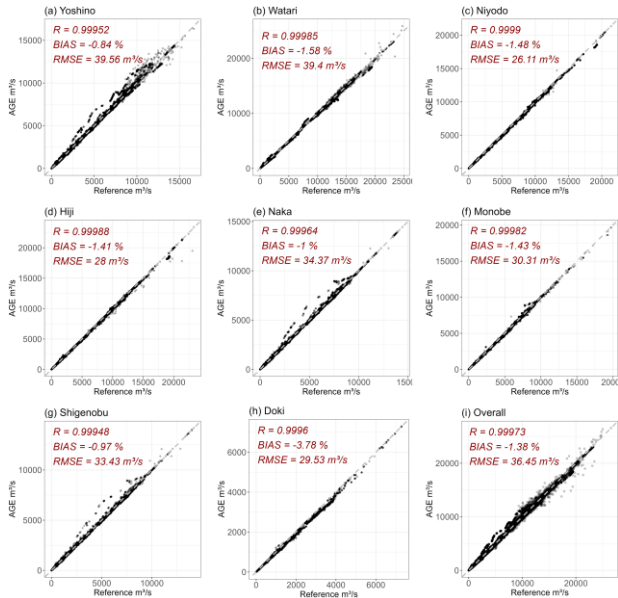 (a) Yoshino
R = 0.99952
BIAS = -0.84 %
RMSE = 39.56 m³/s
AGE m³/s
15000
10000
5000
0
0 5000 10000 15000
Reference m³/s
(b) Watari
R = 0.99985
BIAS = -1.58 %
RMSE = 39.4 m³/s
AGE m³/s
20000
10000
0
0 5000 10000 15000 20000 25000
Reference m³/s
(c) Niyodo
R = 0.9999
BIAS = -1.48 %
RMSE = 26.11 m³/s
AGE m³/s
20000
15000
10000
5000
0
0 5000 10000 15000 20000
Reference m³/s
(d) Hiji
R = 0.99988
BIAS = -1.41 %
RMSE = 28 m³/s
AGE m³/s
20000
15000
10000
5000
0
0 5000 10000 15000 20000
Reference m³/s
(e) Naka
R = 0.99964
BIAS = -1 %
RMSE = 34.37 m³/s
AGE m³/s
15000
10000
5000
0
0 5000 10000 15000
Reference m³/s
(f) Monobe
R = 0.99982
BIAS = -1.43 %
RMSE = 30.31 m³/s
AGE m³/s
20000
15000
10000
5000
0
0 5000 10000 15000 20000
Reference m³/s
(g) Shigenobu
R = 0.99948
BIAS = -0.97 %
RMSE = 33.43 m³/s
AGE m³/s
10000
5000
0
0 5000 10000
Reference m³/s
(h) Doki
R = 0.9996
BIAS = -3.78 %
RMSE = 29.53 m³/s
AGE m³/s
6000
4000
2000
0
0 2000 4000 6000
Reference m³/s
(i) Overall
R = 0.99973
BIAS = -1.38 %
RMSE = 36.45 m³/s
AGE m³/s
20000
10000
0
0 10000 20000
Reference m³/s